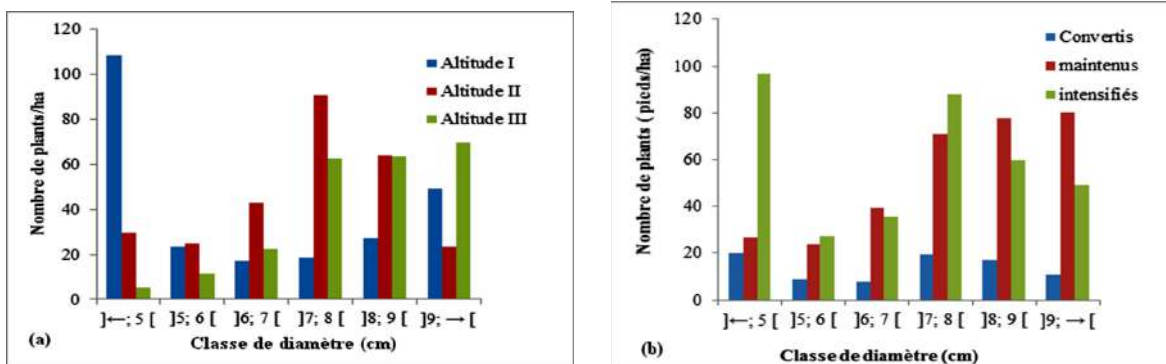 Nombre de plants/ha
120
100
80
60
40
20
0
Altitude I
Altitude II
Altitude III
]←; 5 [ ]5; 6 [ ]6; 7 [ ]7; 8 [ ]8; 9 [ ]9; → [
(a) Classe de diamètre (cm)
Nombre de plants ( pieds/ha)
120
100
80
60
40
20
0
Convertis
maintenus
intensifiés
]←; 5 [ ]5; 6 [ ]6; 7 [ ]7; 8 [ ]8; 9 [ ]9; → [
(b) Classe de diamètre (cm)